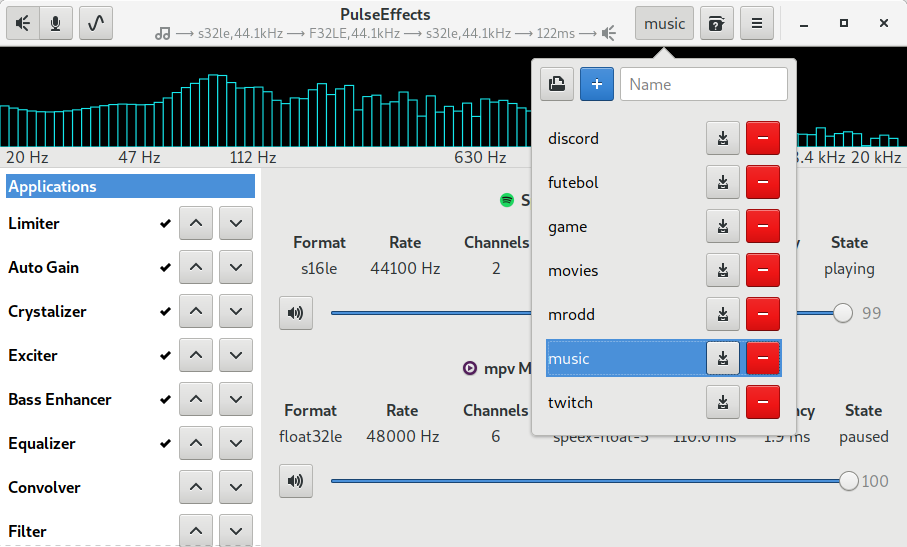 PulseEffects
s32le,44.1kHz ⟶ F32LE,44.1kHz ⟶ s32le,44.1kHz ⟶ 122ms ⟶
music
Name
discord
futebol
game
movies
mrodd
music
twitch
20 Hz 47 Hz 112 Hz 630 Hz 3.4 kHz 20 kHz
Applications
Limiter
Auto Gain
Crystalizer
Exciter
Bass Enhancer
Equalizer
Convolver
Filter
S
Format Rate Channels y State
s16le 44100 Hz 2 playing
99
mpv M
Format Rate Channels ncy State
float32le 48000 Hz 6 speex-float-5 110.0 ms 1.9 ms paused
100